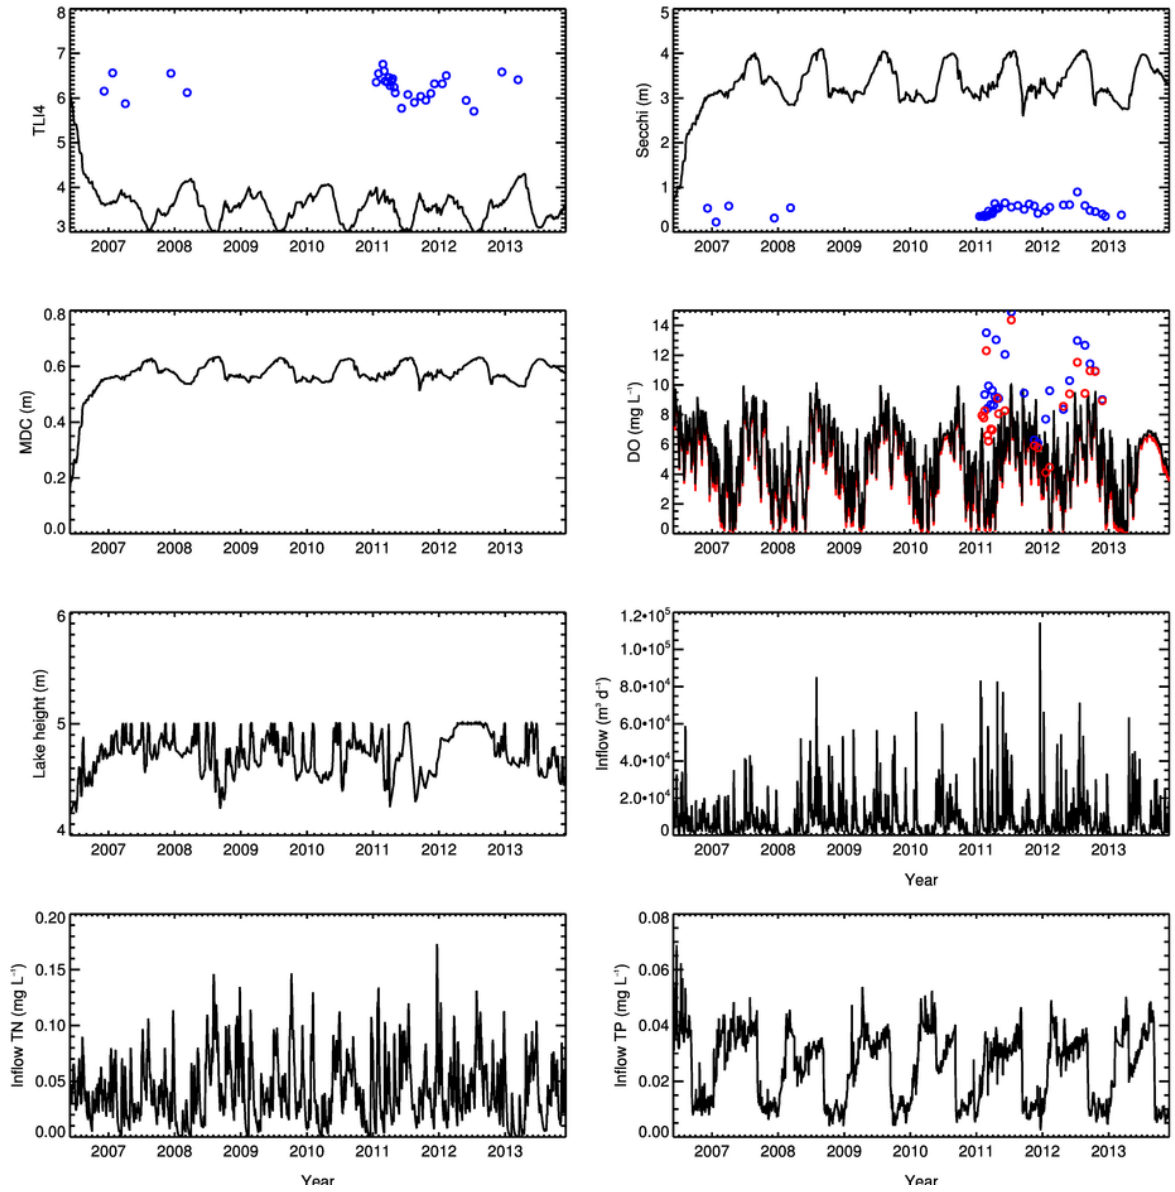 8
7
6
5
4
3
TLI4
2007 2008 2009 2010 2011 2012 2013
5
4
3
2
1
0
Secchi (m)
2007 2008 2009 2010 2011 2012 2013
0.8
0.6
0.4
0.2
0.0
MDC (m)
2007 2008 2009 2010 2011 2012 2013
14
12
10
8
6
4
2
0
DO (mg L⁻¹)
2007 2008 2009 2010 2011 2012 2013
6
5
4
Lake height (m)
2007 2008 2009 2010 2011 2012 2013
1.2•10⁵
1.0•10⁵
8.0•10⁴
6.0•10⁴
4.0•10⁴
2.0•10⁴
0
Inflow (m³ d⁻¹)
2007 2008 2009 2010 2011 2012 2013
Year
0.20
0.15
0.10
0.05
0.00
Inflow TN (mg L⁻¹)
2007 2008 2009 2010 2011 2012 2013
Year
0.08
0.06
0.04
0.02
0.00
Inflow TP (mg L⁻¹)
2007 2008 2009 2010 2011 2012 2013
Year